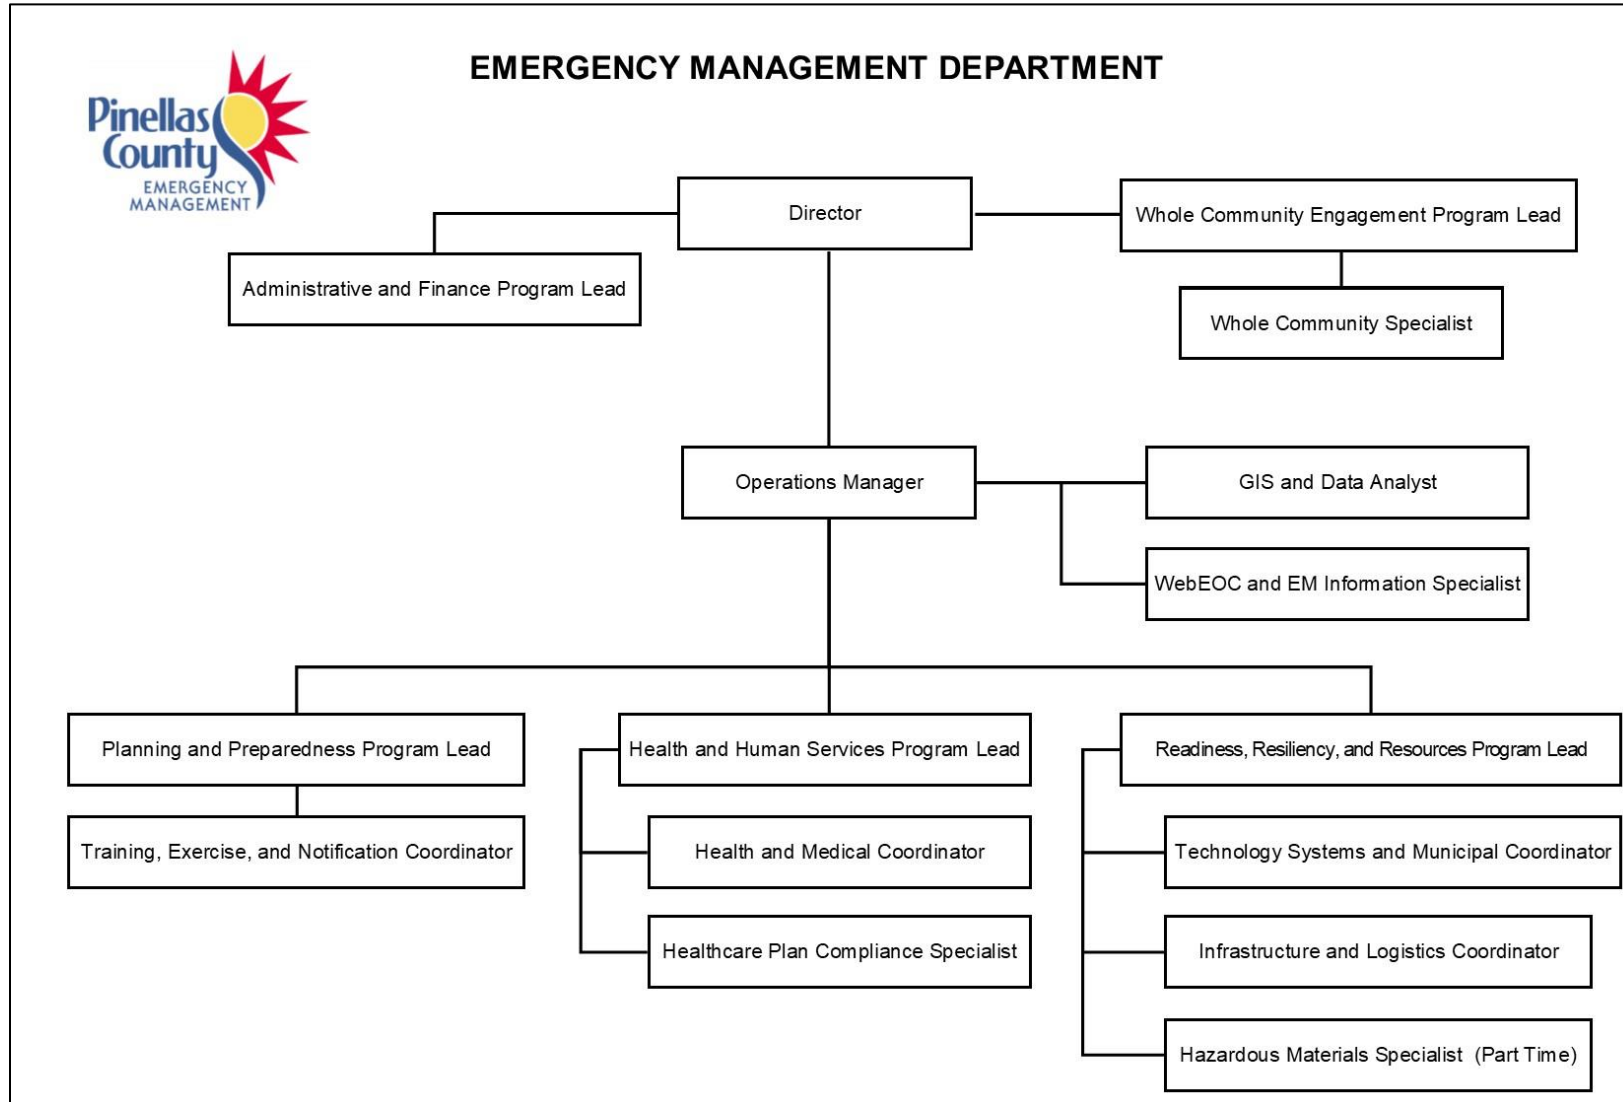 EMERGENCY MANAGEMENT DEPARTMENT
Pinellas
County
EMERGENCY
MANAGEMENT
Director
Whole Community Engagement Program Lead
Administrative and Finance Program Lead
Whole Community Specialist
Operations Manager
GIS and Data Analyst
WebEOC and EM Information Specialist
Planning and Preparedness Program Lead
Health and Human Services Program Lead
Readiness, Resiliency, and Resources Program Lead
Training, Exercise, and Notification Coordinator
Health and Medical Coordinator
Technology Systems and Municipal Coordinator
Healthcare Plan Compliance Specialist
Infrastructure and Logistics Coordinator
Hazardous Materials Specialist (Part Time)